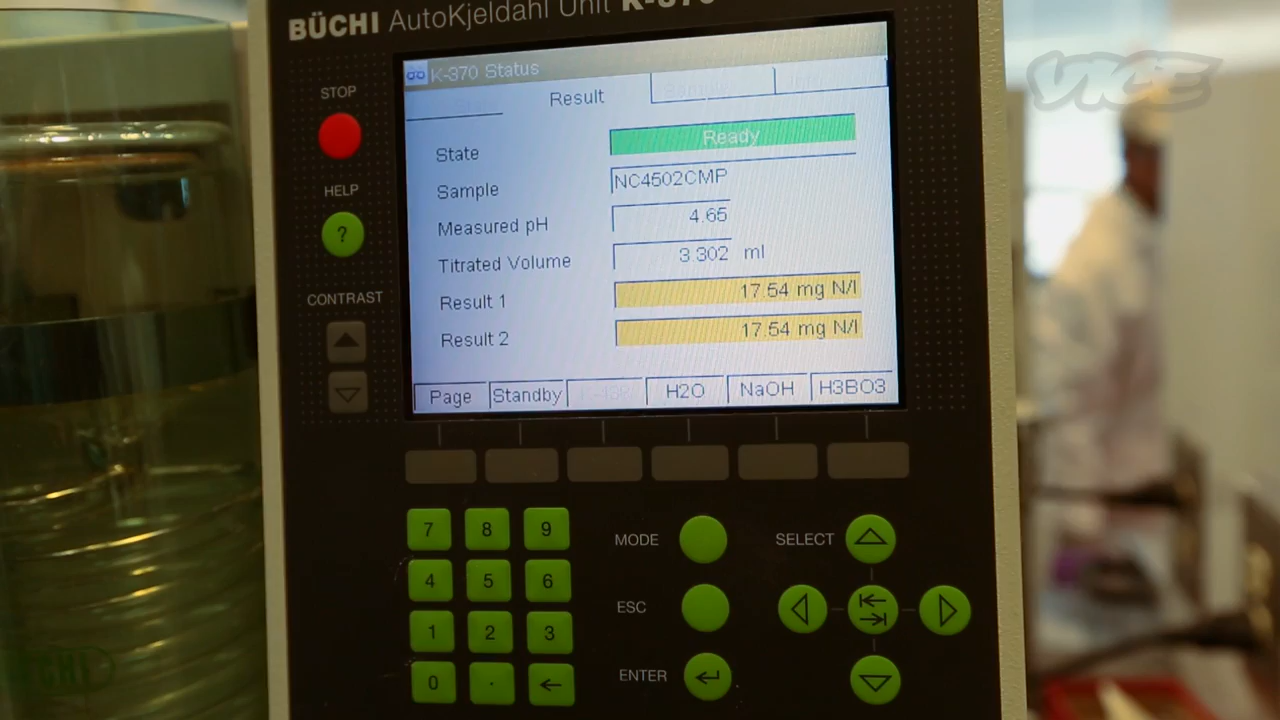 BÜCHI AutoKjeldahl Unit K-370
VICE
K-370 Status
STOP
Result
State Ready
Sample NC4502CMP
HELP
?
Measured pH 4.65
Titrated Volume 3.302 ml
CONTRAST
Result 1 17.54 mg N/l
Result 2 17.54 mg N/l
Page Standby H2O NaOH H3BO3
7 8 9
MODE SELECT
4 5 6
ESC
1 2 3
ENTER
0 .